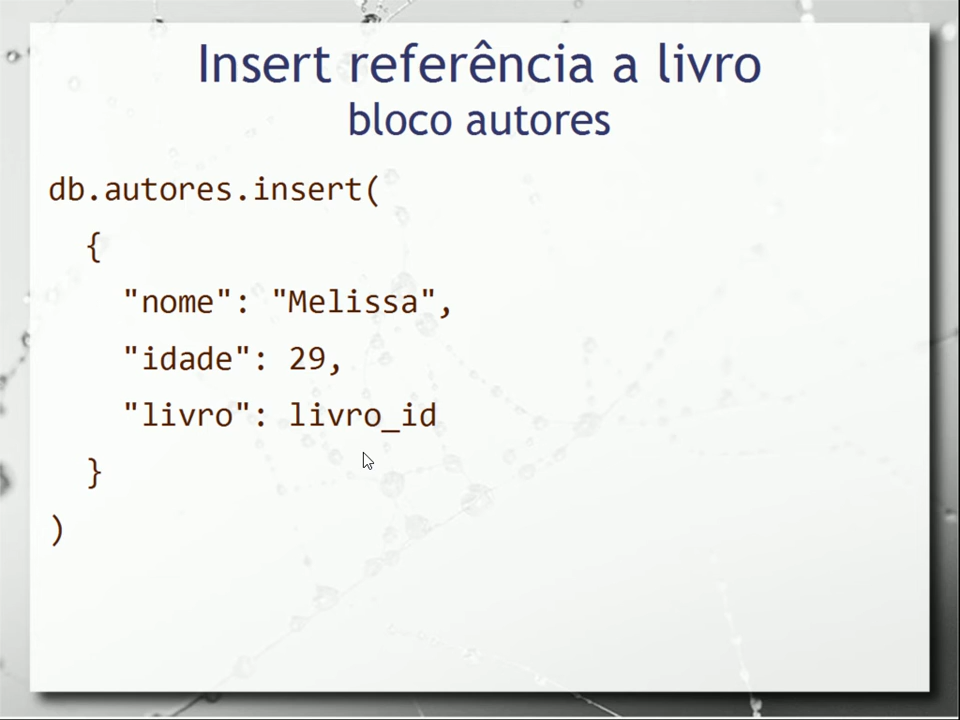 Insert referência a livro
bloco autores
db.autores.insert(
{
"nome": "Melissa",
"idade": 29,
"livro": livro_id
}
)